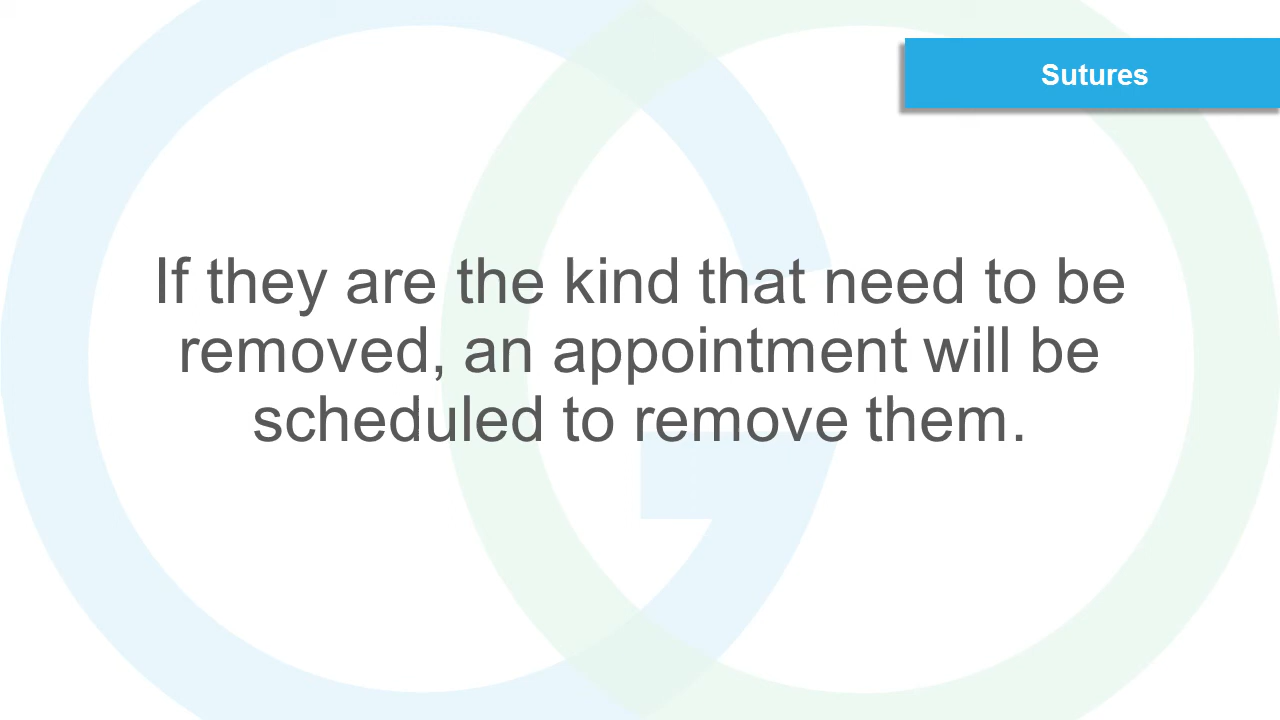 Sutures
If they are the kind that need to be
removed, an appointment will be
scheduled to remove them.